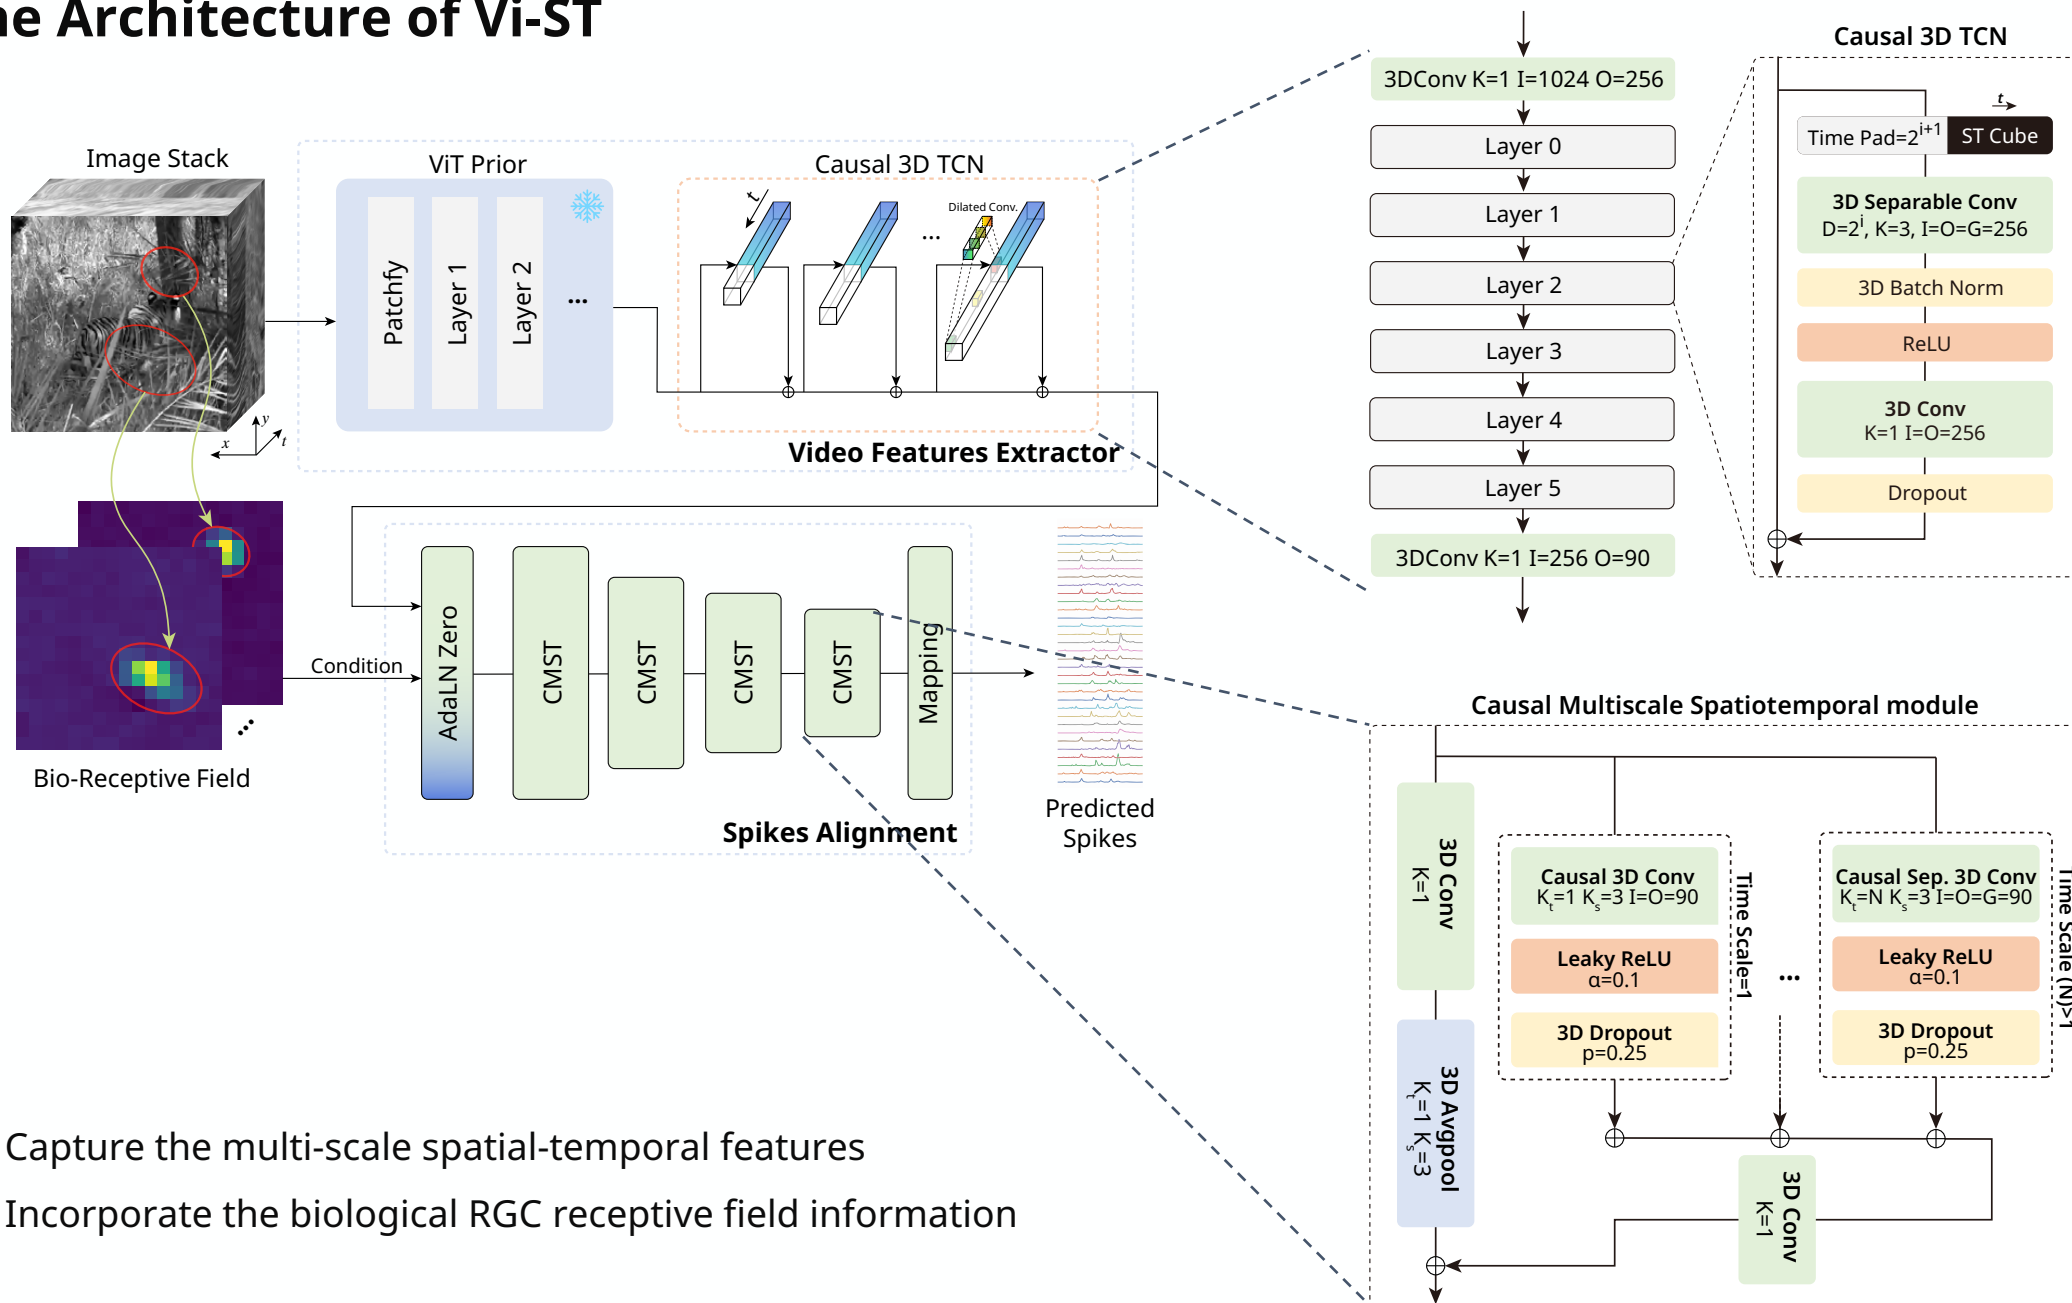 he Architecture of Vi-ST
Image Stack
ViT Prior
Patchfy
Layer 1
Layer 2
...
Causal 3D TCN
t
Dilated Conv.
...
Video Features Extractor
x
y
t
Bio-Receptive Field
...
Condition
AdaLN Zero
CMST
CMST
CMST
CMST
Mapping
Spikes Alignment
Predicted
Spikes
3DConv K=1 I=1024 O=256
Layer 0
Layer 1
Layer 2
Layer 3
Layer 4
Layer 5
3DConv K=1 I=256 O=90
Causal 3D TCN
t
Time Pad=2^{i+1} ST Cube
3D Separable Conv
D=2^i, K=3, I=O=G=256
3D Batch Norm
ReLU
3D Conv
K=1 I=O=256
Dropout
Causal Multiscale Spatiotemporal module
3D Conv
K=1
3D Avgpool
K_t=1 K_s=3
Causal 3D Conv
K_t=1 K_s=3 I=O=90
Leaky ReLU
α=0.1
3D Dropout
p=0.25
Time Scale=1
...
Causal Sep. 3D Conv
K_t=N K_s=3 I=O=G=90
Leaky ReLU
α=0.1
3D Dropout
p=0.25
Time Scale (N)>1
3D Conv
K=1
Capture the multi-scale spatial-temporal features
Incorporate the biological RGC receptive field information